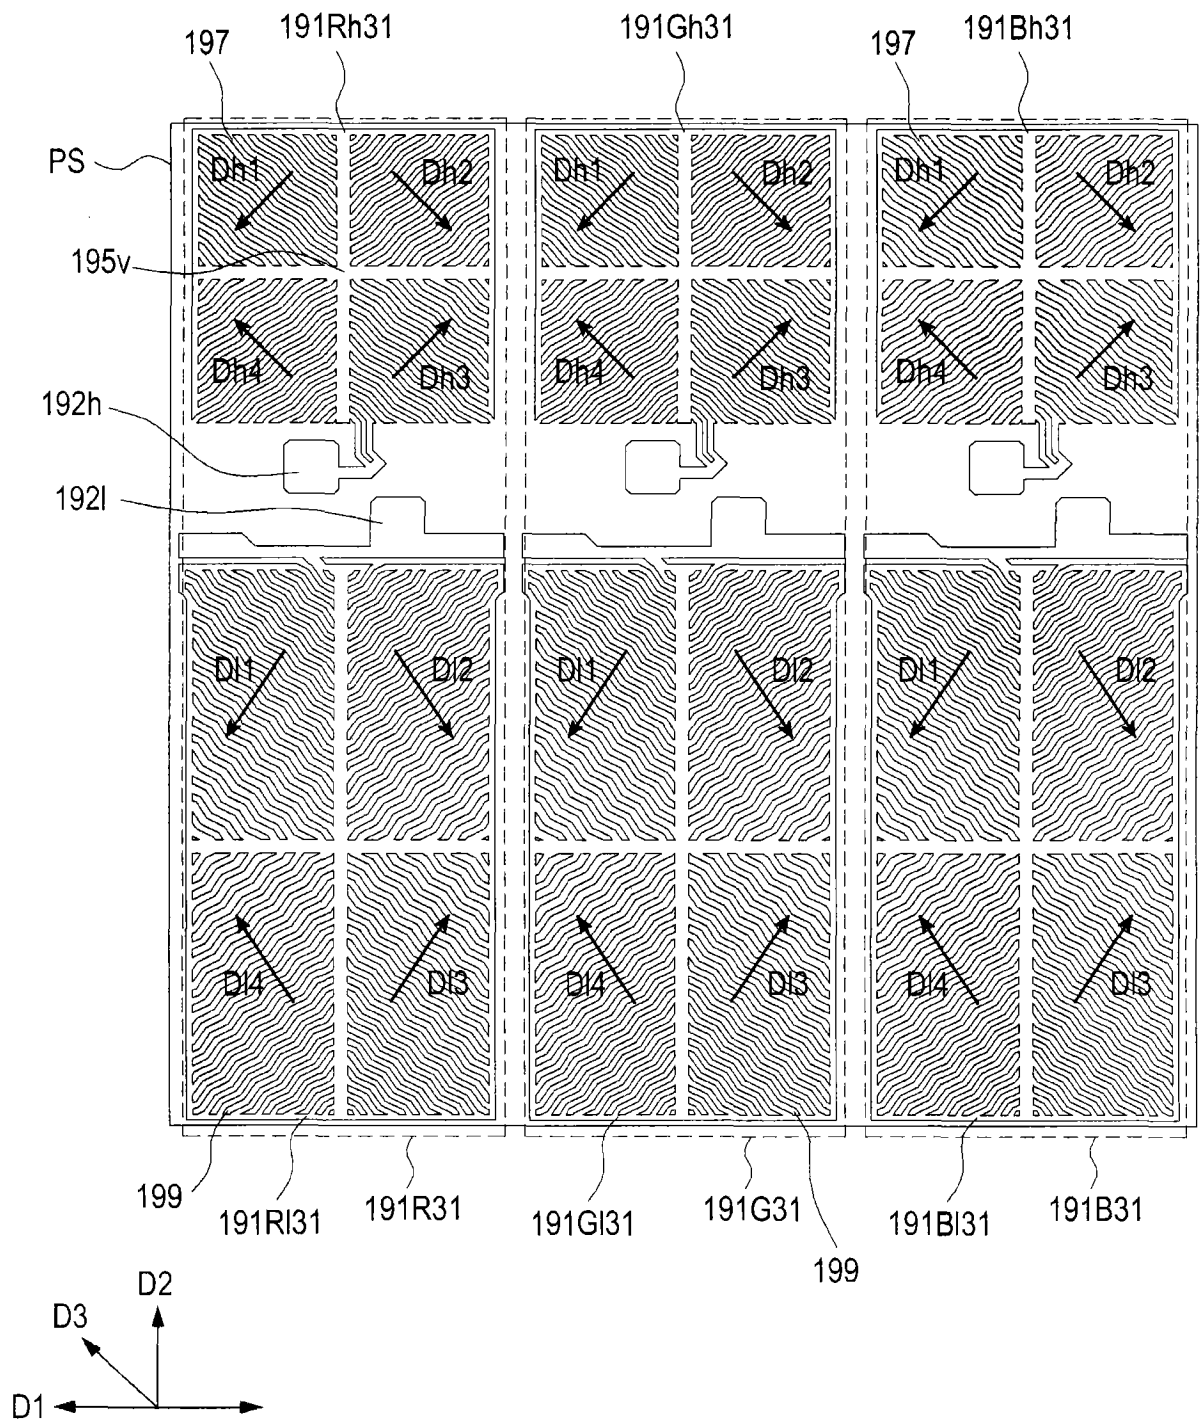 197 191Rh31 191Gh31 197 191Bh31
PS
Dh1 Dh2 Dh1 Dh2 Dh1 Dh2
195v
Dh4 Dh3 Dh4 Dh3 Dh4 Dh3
192h
192l
Dl1 Dl2 Dl1 Dl2 Dl1 Dl2
Dl4 Dl3 Dl4 Dl3 Dl4 Dl3
199 191Rl31 191R31 191Gl31 191G31 191Bl31 191B31
199
D2
D3
D1